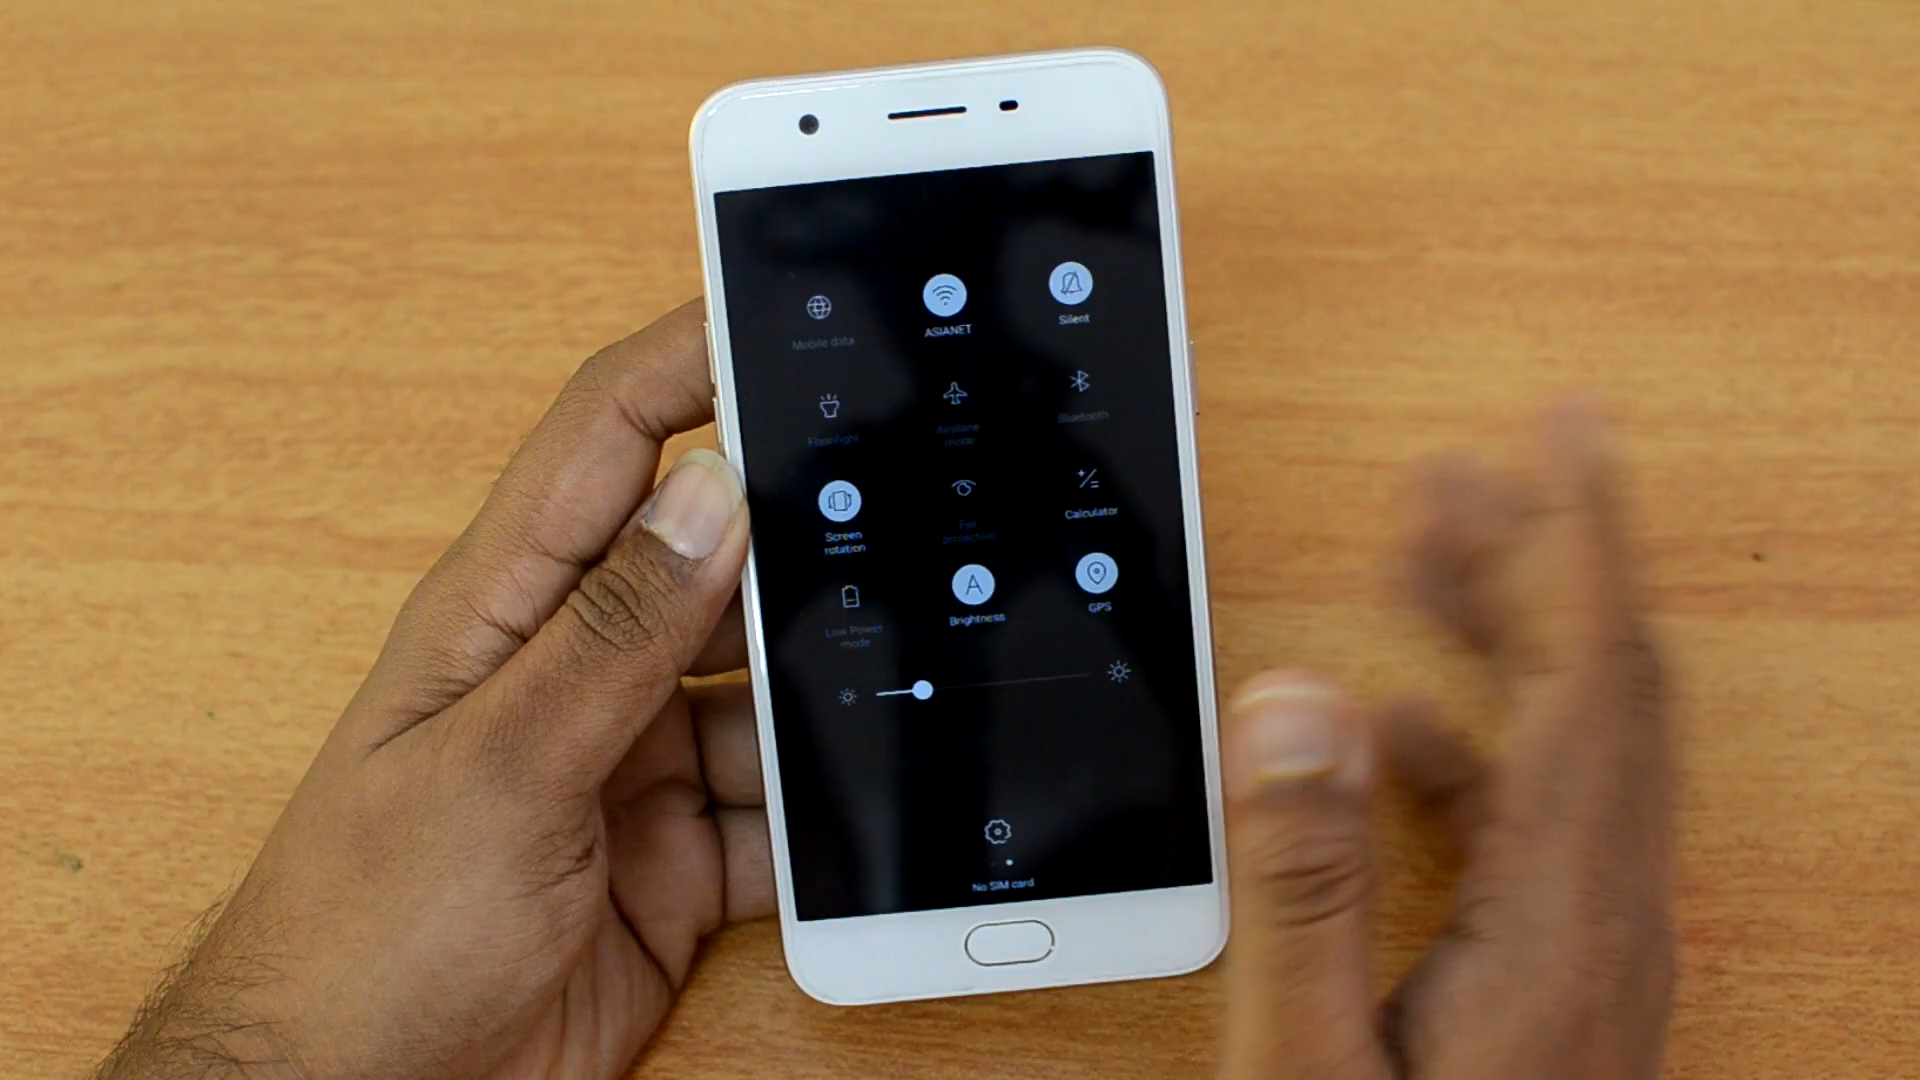 Mobile data
ASIANET
Silent
Flashlight
Airplane
mode
Bluetooth
Screen
rotation
Eye
protection
Calculator
Low Power
mode
A
Brightness
GPS
No SIM card